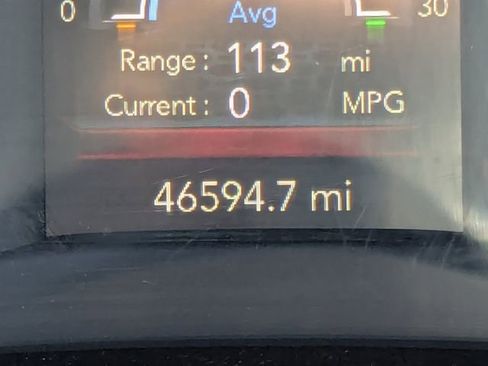 0 Avg 30
Range : 113 mi
Current : 0 MPG
46594.7 mi